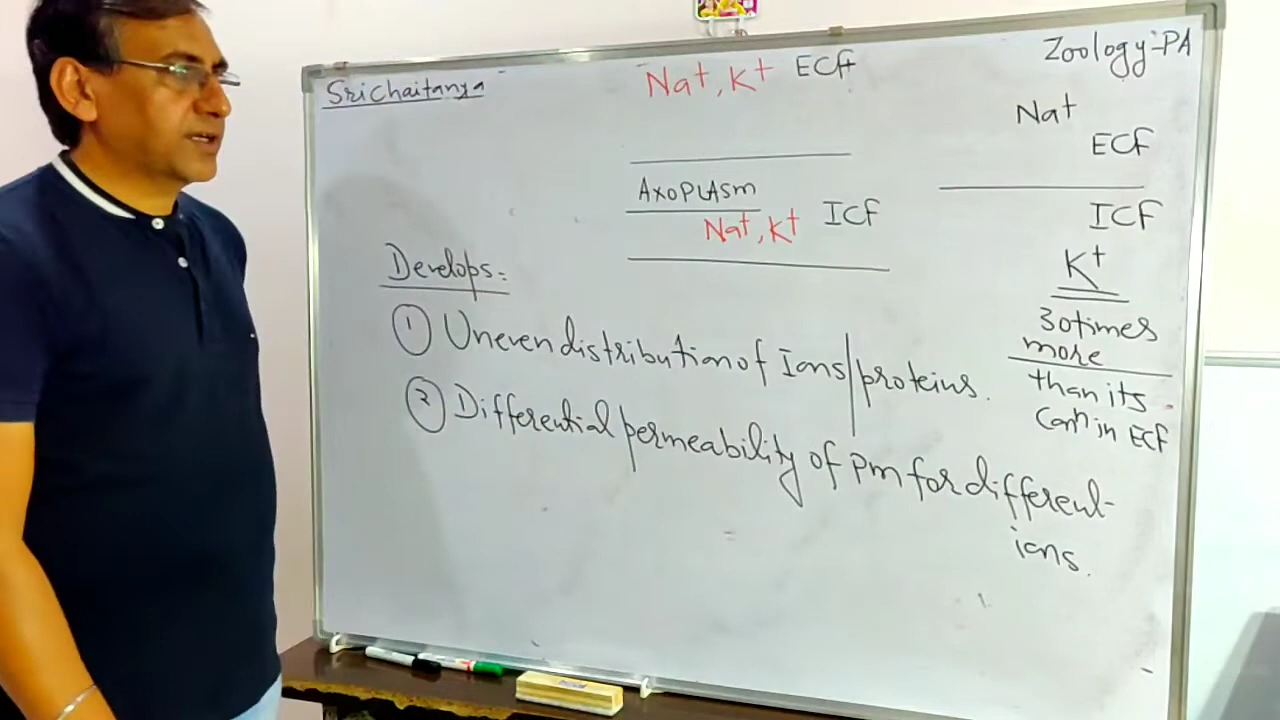 Srichaitanya
Na+, K+ ECF
Zoology-PA
Na+
ECF
AXOPLASM
Na+, K+ ICF
ICF
K+
30 times
more
than its
Conn in ECF
Develops:
① Uneven distribution of Ions/proteins.
② Differential permeability of Pm for different
ions.